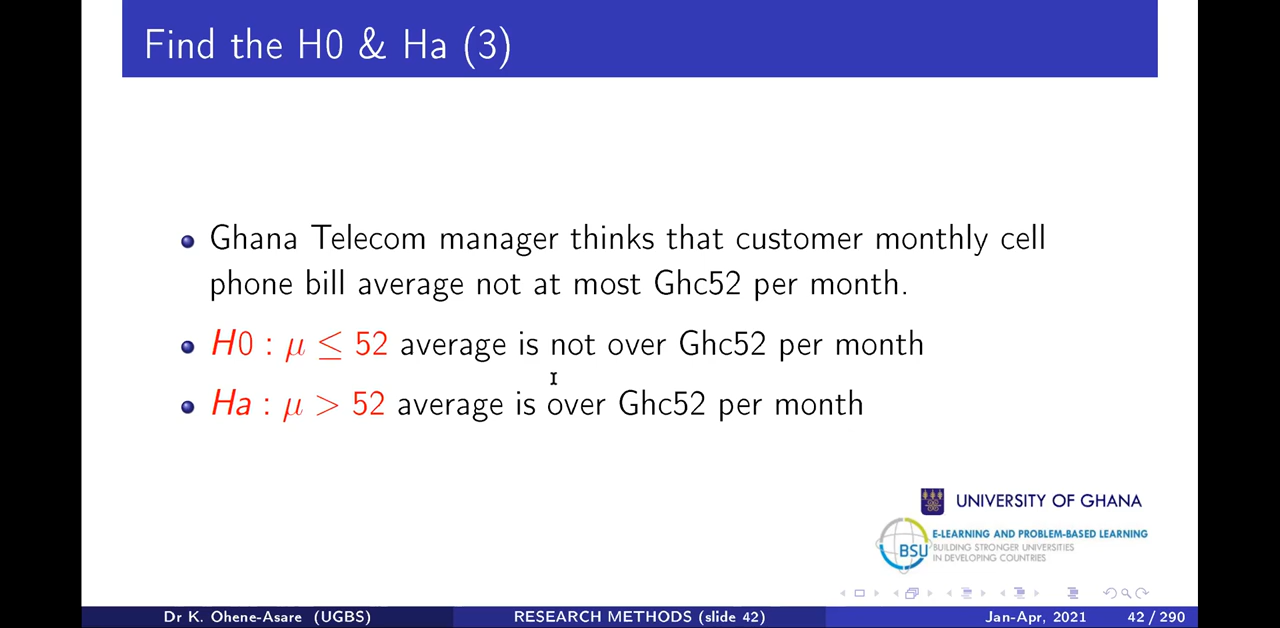 Find the H0 & Ha (3)
Ghana Telecom manager thinks that customer monthly cell
phone bill average not at most Ghc52 per month.
H0 : μ ≤ 52 average is not over Ghc52 per month
Ha : μ > 52 average is over Ghc52 per month
UNIVERSITY OF GHANA
E-LEARNING AND PROBLEM-BASED LEARNING
BSU BUILDING STRONGER UNIVERSITIES
IN DEVELOPING COUNTRIES
Dr K. Ohene-Asare (UGBS) RESEARCH METHODS (slide 42) Jan-Apr, 2021 42 / 290